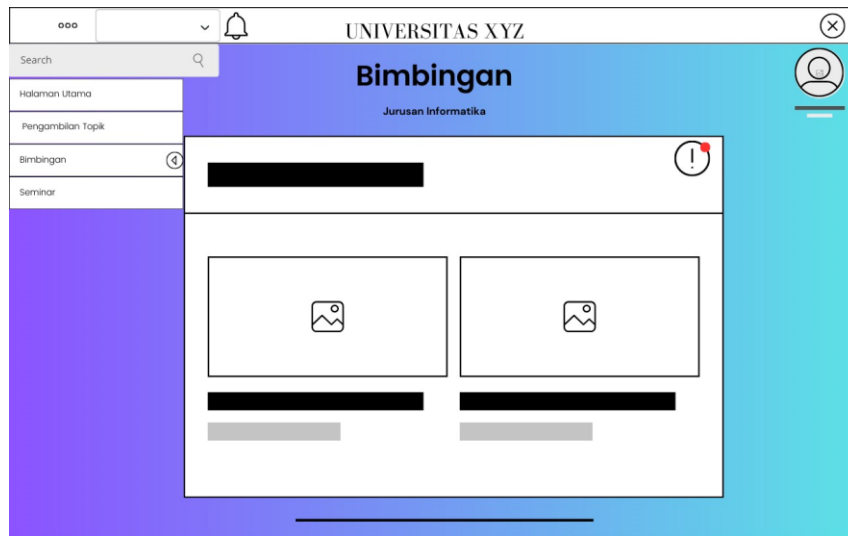 UNIVERSITAS XYZ
Search
Bimbingan
Jurusan Informatika
Halaman Utama
Pengambilan Topik
Bimbingan
Seminar